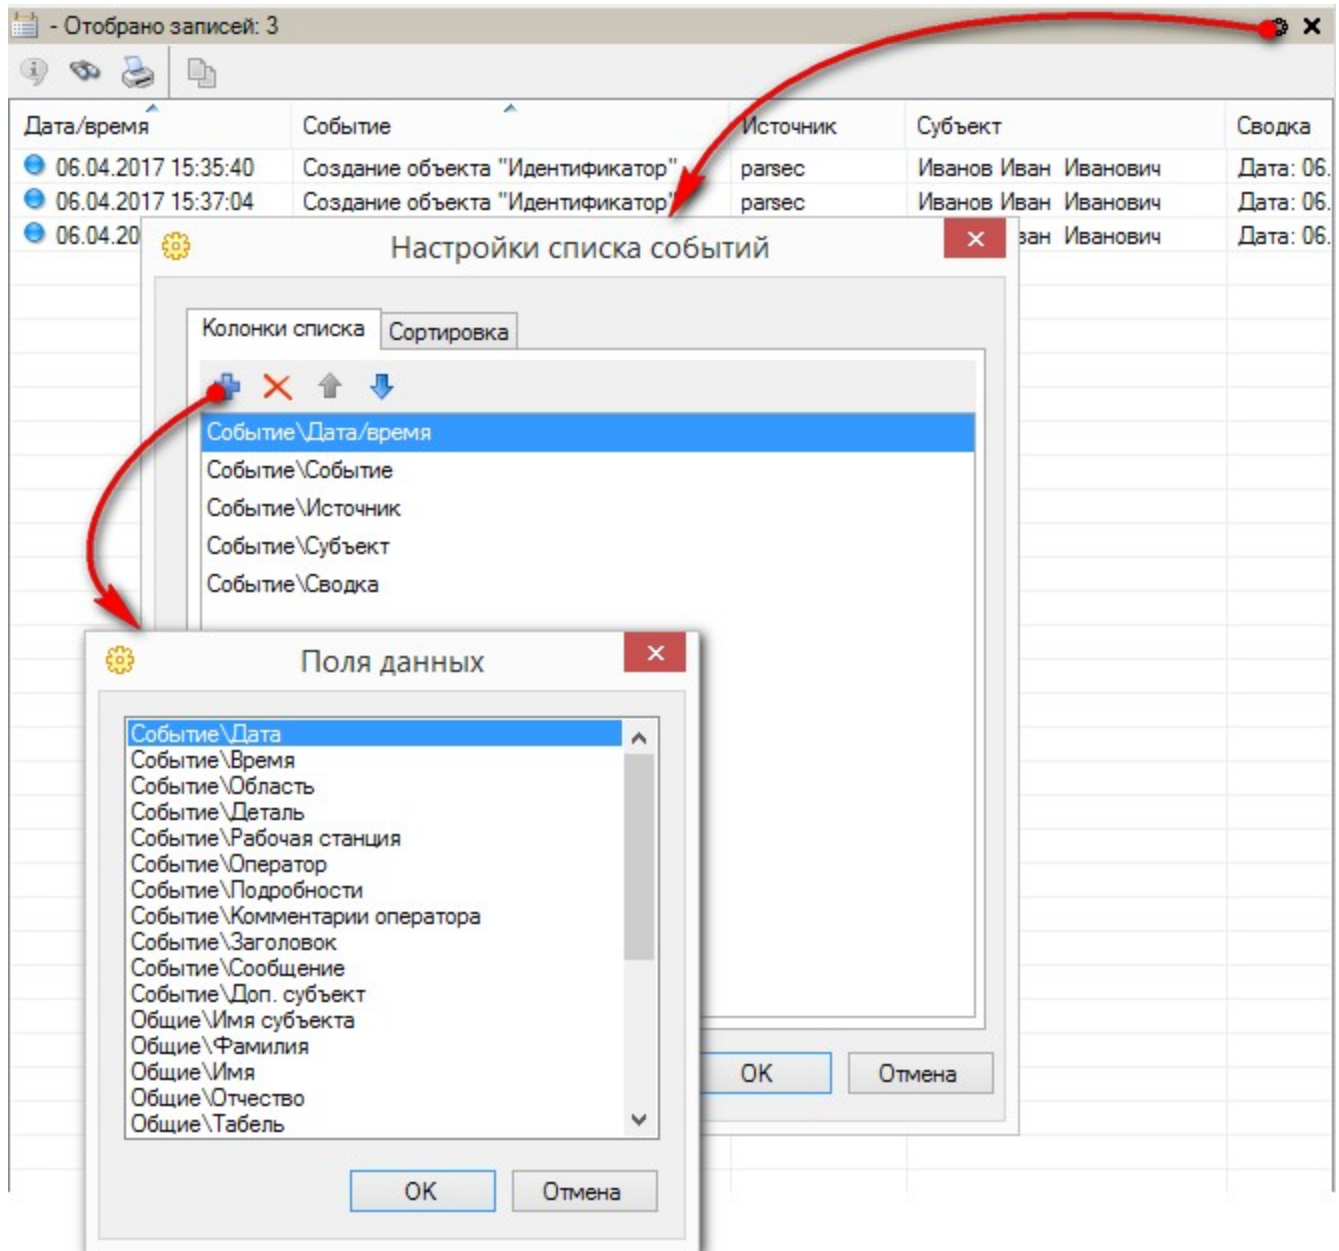 - Отобрано записей: 3
Дата/время Событие Источник Субъект Сводка
06.04.2017 15:35:40 Создание объекта "Идентификатор" parsec Иванов Иван Иванович Дата: 06.
06.04.2017 15:37:04 Создание объекта "Идентификатор" parsec Иванов Иван Иванович Дата: 06.
06.04.20 ван Иванович Дата: 06.
Настройки списка событий
Колонки списка Сортировка
Событие\Дата/время
Событие\Событие
Событие\Источник
Событие\Субъект
Событие\Сводка
Поля данных
Событие\Дата
Событие\Время
Событие\Область
Событие\Деталь
Событие\Рабочая станция
Событие\Оператор
Событие\Подробности
Событие\Комментарии оператора
Событие\Заголовок
Событие\Сообщение
Событие\Доп. субъект
Общие\Имя субъекта
Общие\Фамилия
Общие\Имя
Общие\Отчество
Общие\Табель
OK Отмена
OK Отмена